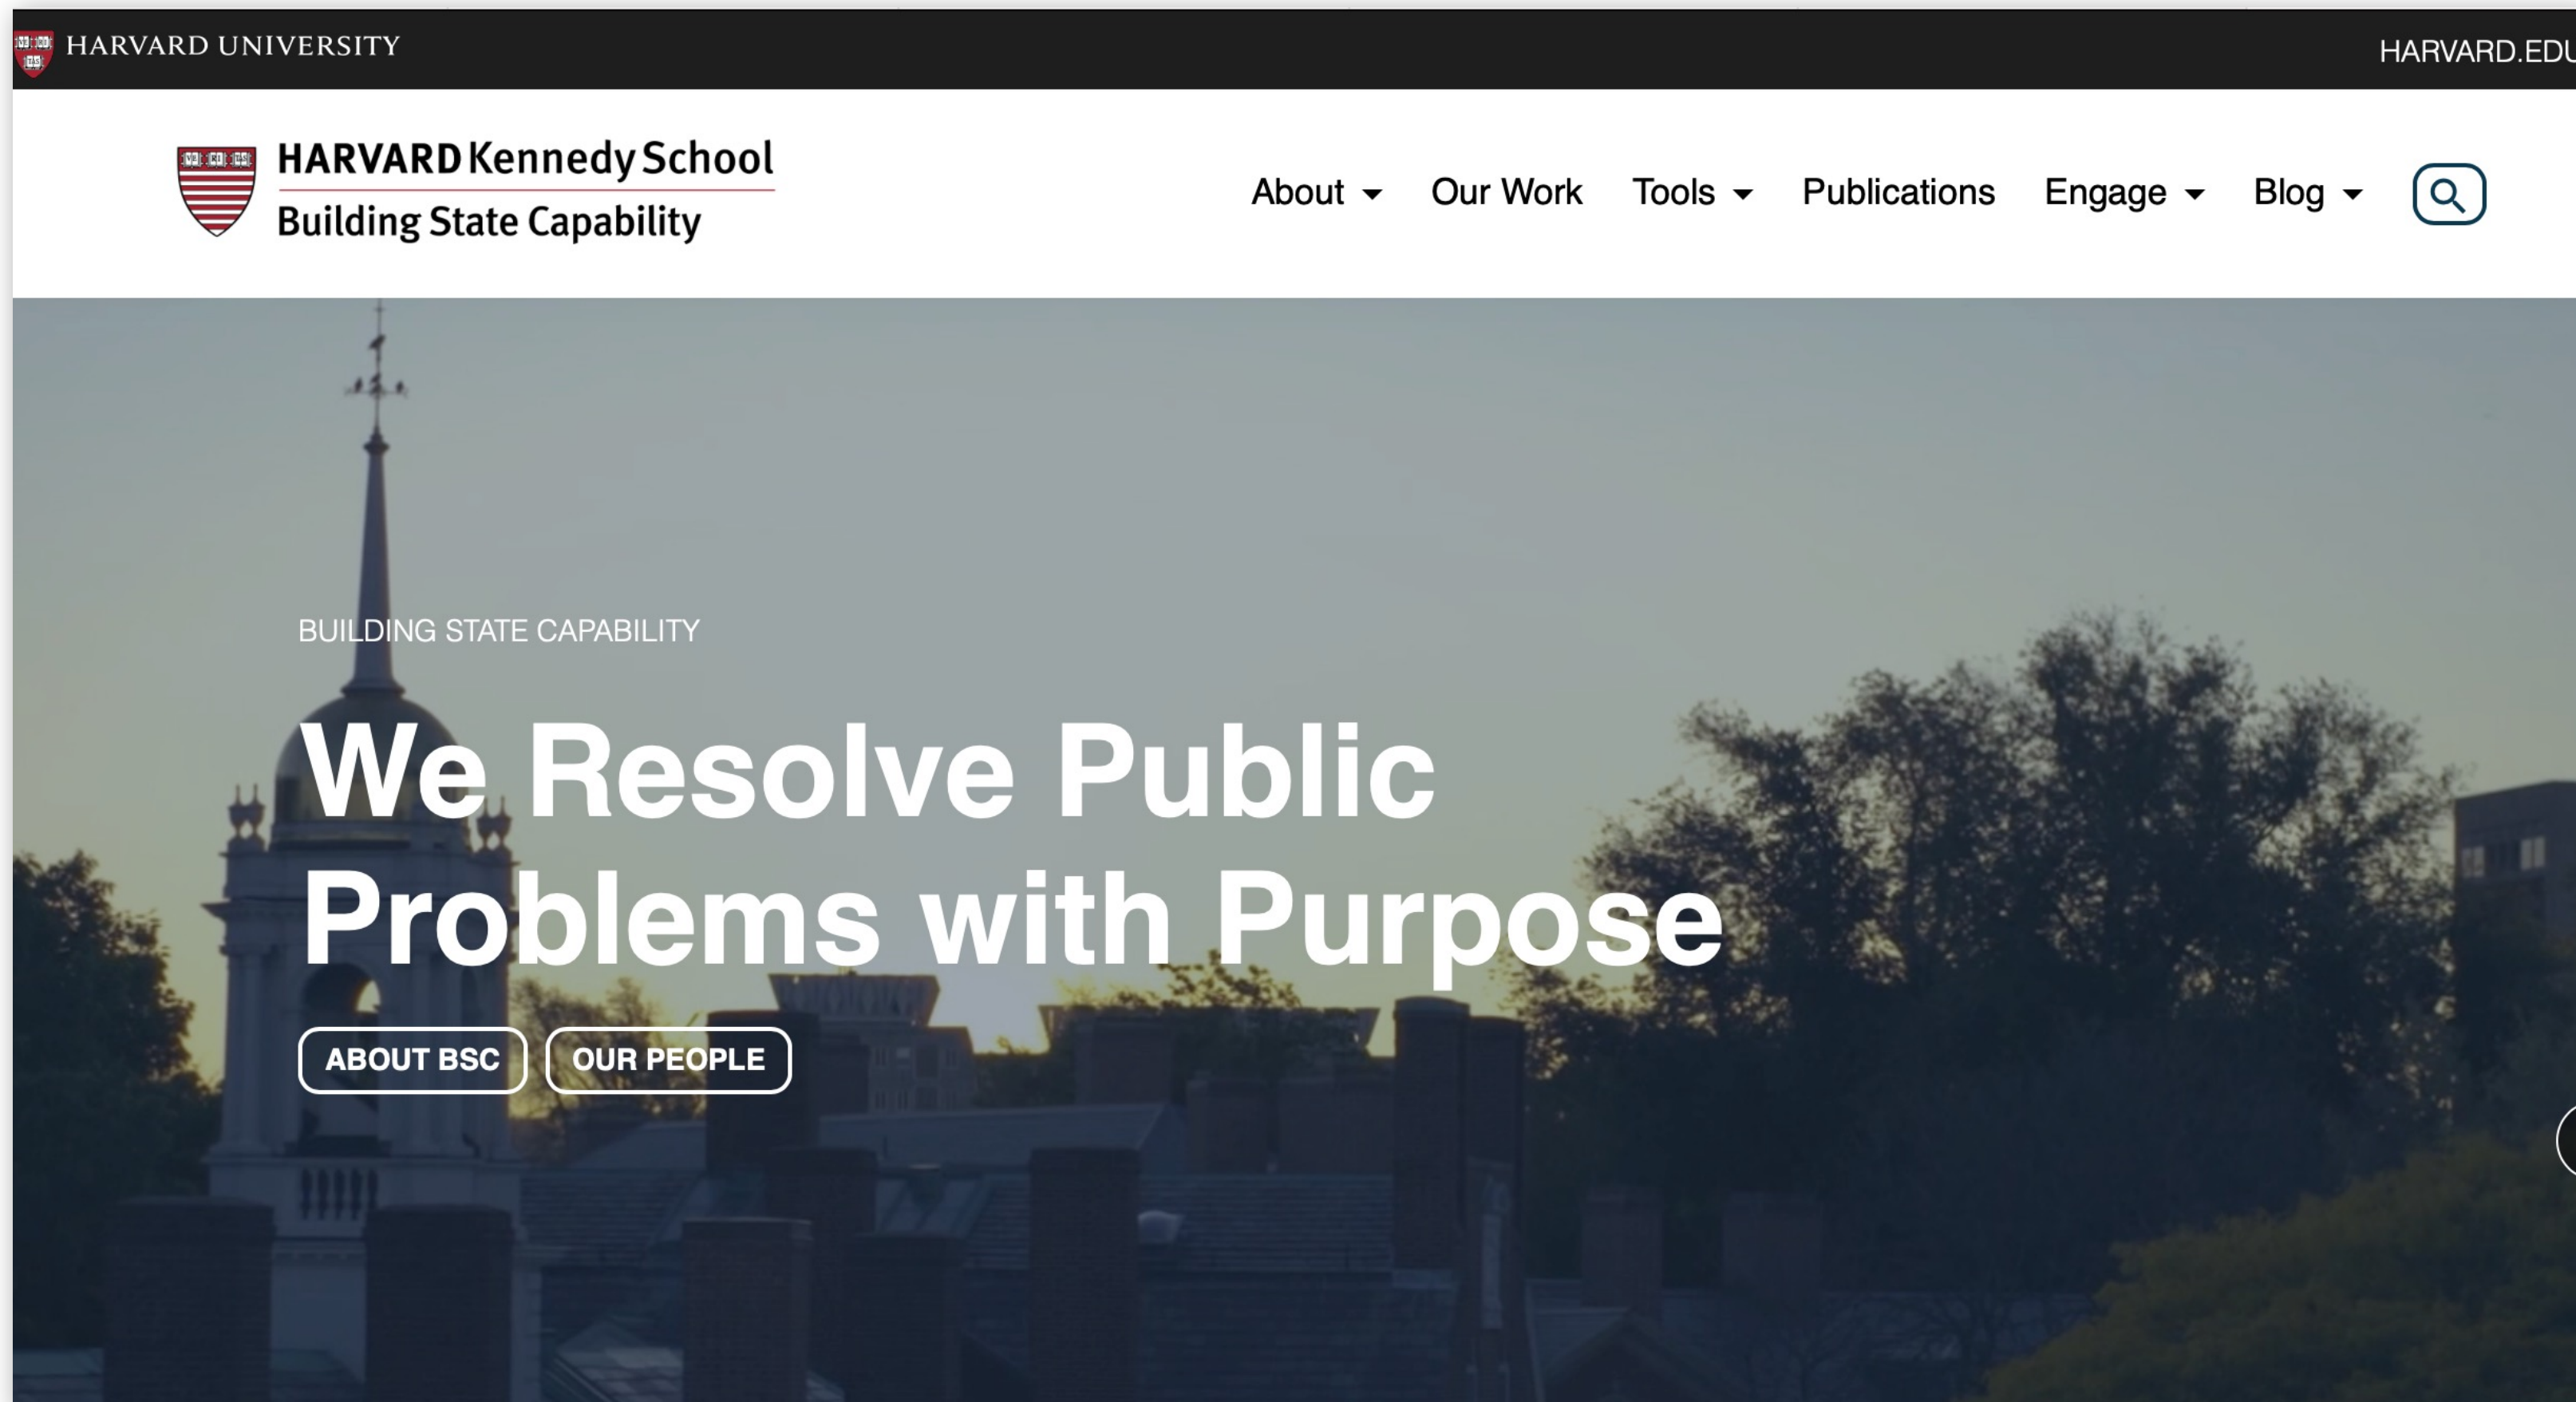 HARVARD UNIVERSITY
HARVARD.EDU
HARVARD Kennedy School
Building State Capability
About
Our Work
Tools
Publications
Engage
Blog
BUILDING STATE CAPABILITY
We Resolve Public
Problems with Purpose
ABOUT BSC
OUR PEOPLE